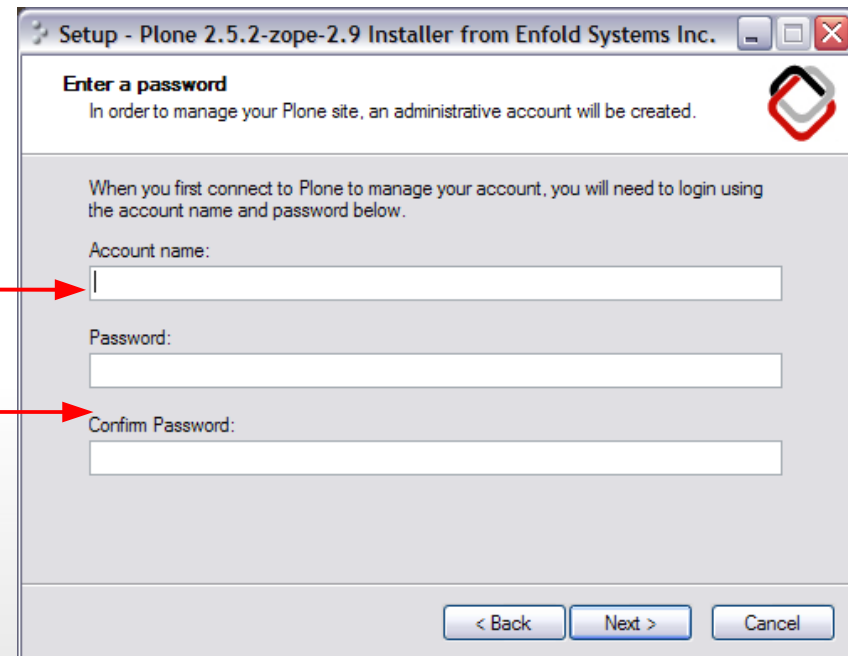 Setup - Plone 2.5.2-zope-2.9 Installer from Enfold Systems Inc.
Enter a password
In order to manage your Plone site, an administrative account will be created.
When you first connect to Plone to manage your account, you will need to login using
the account name and password below.
Account name:
Password:
Confirm Password:
< Back
Next >
Cancel